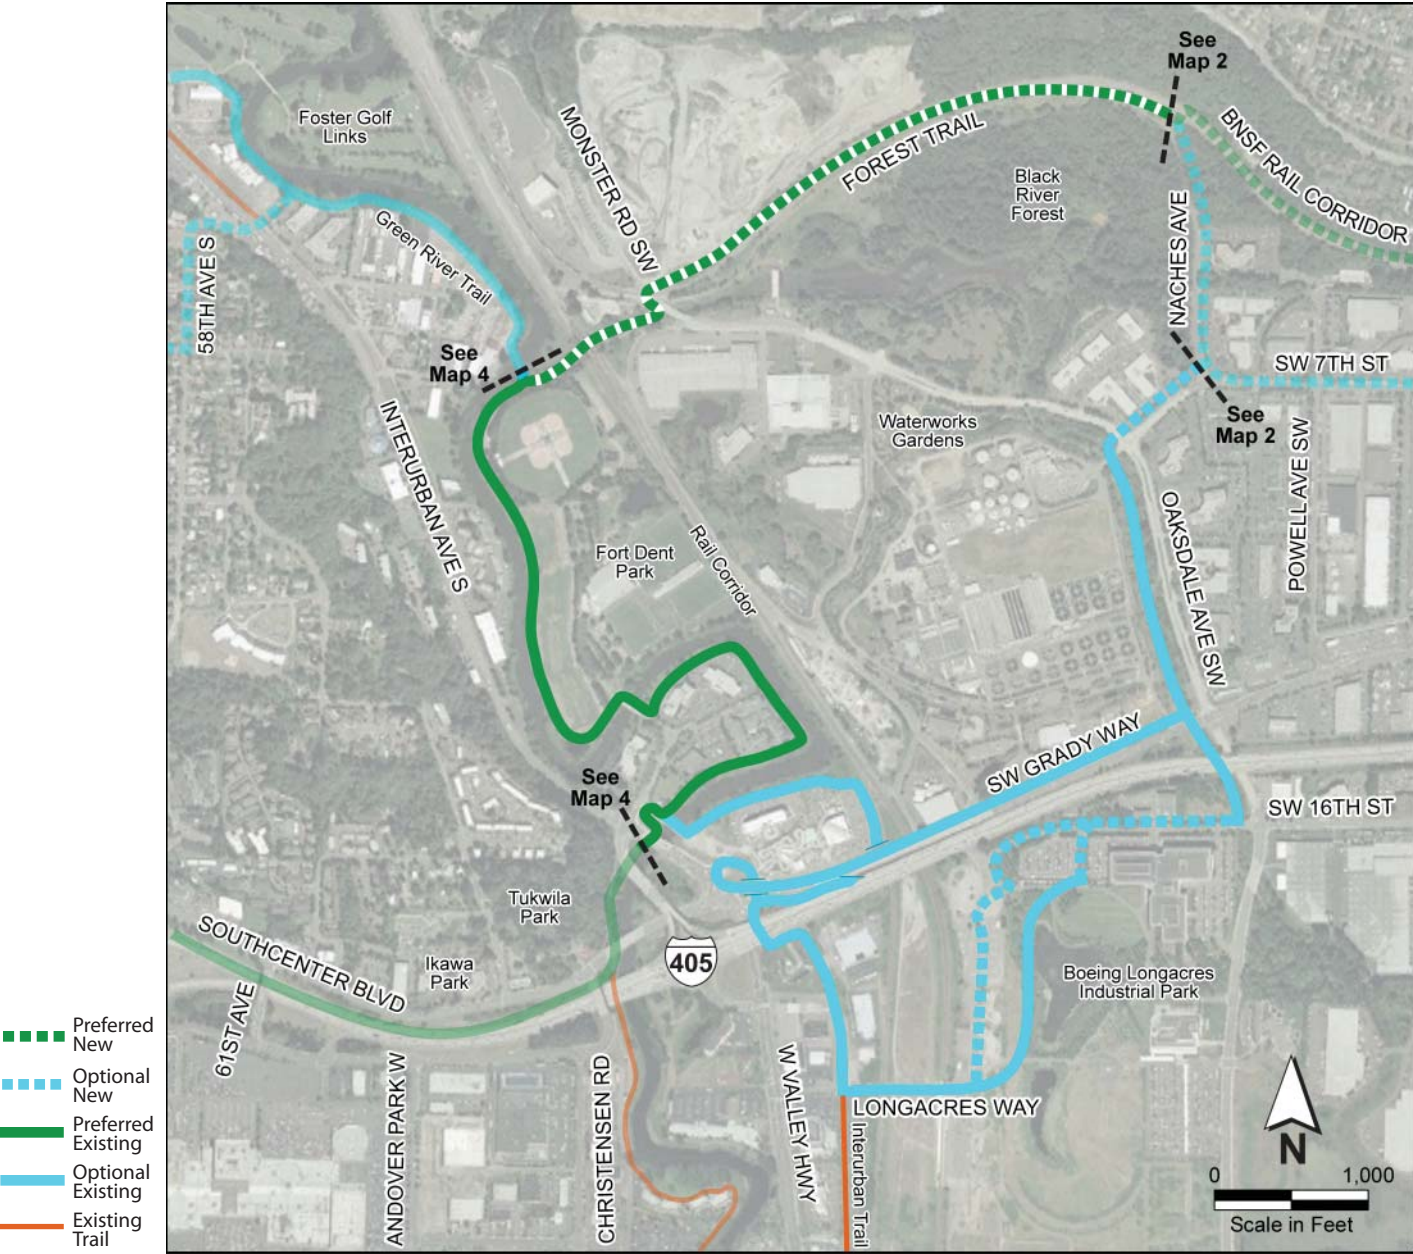 See
Map 2
Foster Golf
Links
MONSTER RD SW
FOREST TRAIL
BNSF RAIL CORRIDOR
Black
River
Forest
Green River Trail
NACHES AVE
58TH AVE S
See
Map 4
SW 7TH ST
See
Map 2
Waterworks
Gardens
POWELL AVE SW
INTERURBAN AVE S
OAKSDALE AVE SW
Rail Corridor
Fort Dent
Park
SW GRADY WAY
See
Map 4
SW 16TH ST
Tukwila
Park
SOUTHCENTER BLVD
405
Ikawa
Park
Boeing Longacres
Industrial Park
61ST AVE
ANDOVER PARK W
CHRISTENSEN RD
W VALLEY HWY
LONGACRES WAY
Interurban Trail
Preferred
New
Optional
New
Preferred
Existing
Optional
Existing
Existing
Trail
N
0 1,000
Scale in Feet